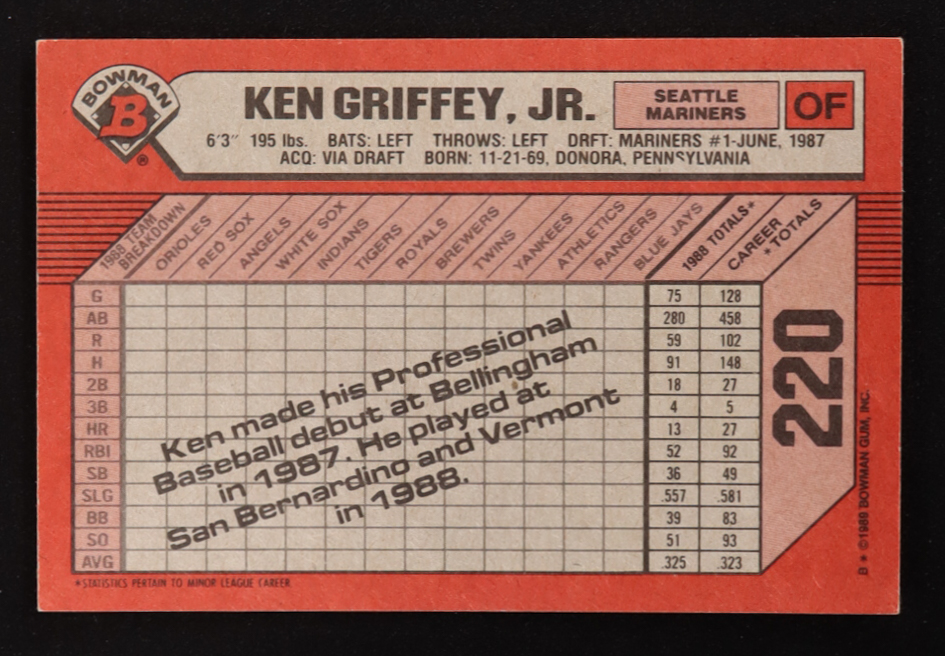 BOWMAN
B
®
KEN GRIFFEY, JR.
SEATTLE
MARINERS
OF
6'3" 195 lbs. BATS: LEFT THROWS: LEFT DRFT: MARINERS #1-JUNE, 1987
ACQ: VIA DRAFT BORN: 11-21-69, DONORA, PENNSYLVANIA
1988 TEAM
BREAKDOWN
ORIOLES
RED SOX
ANGELS
WHITE SOX
INDIANS
TIGERS
ROYALS
BREWERS
TWINS
YANKEES
ATHLETICS
RANGERS
BLUE JAYS
1988 TOTALS*
CAREER
*TOTALS
G 75 128
AB 280 458
R 59 102
H 91 148
2B 18 27
3B 4 5
HR 13 27
RBI 52 92
SB 36 49
SLG .557 .581
BB 39 83
SO 51 93
AVG .325 .323
Ken made his Professional
Baseball debut at Bellingham
in 1987. He played at
San Bernardino and Vermont
in 1988.
220
*STATISTICS PERTAIN TO MINOR LEAGUE CAREER
B * ©1989 BOWMAN GUM, INC.